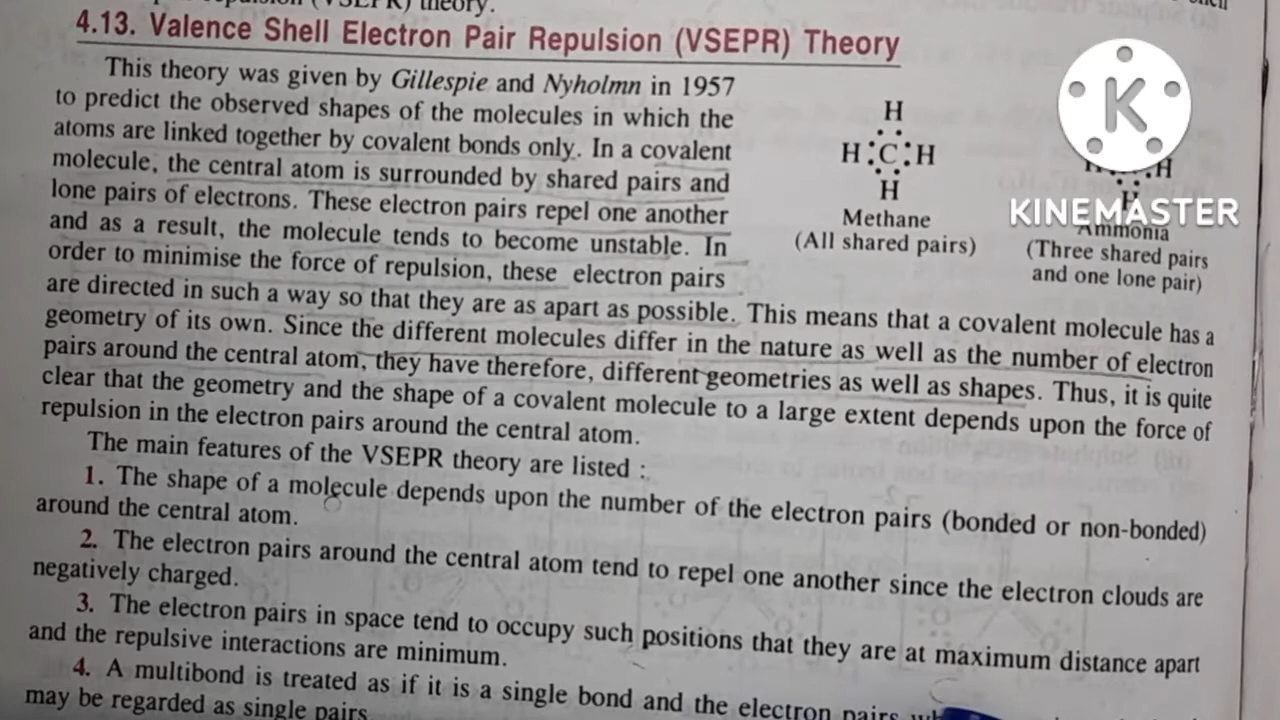 (VSEPR) theory.
4.13. Valence Shell Electron Pair Repulsion (VSEPR) Theory
This theory was given by Gillespie and Nyholmn in 1957
to predict the observed shapes of the molecules in which the
atoms are linked together by covalent bonds only. In a covalent
molecule, the central atom is surrounded by shared pairs and
lone pairs of electrons. These electron pairs repel one another
and as a result, the molecule tends to become unstable. In
order to minimise the force of repulsion, these electron pairs
are directed in such a way so that they are as apart as possible. This means that a covalent molecule has a
geometry of its own. Since the different molecules differ in the nature as well as the number of electron
pairs around the central atom, they have therefore, different geometries as well as shapes. Thus, it is quite
clear that the geometry and the shape of a covalent molecule to a large extent depends upon the force of
repulsion in the electron pairs around the central atom.
H
H:C:H
H
Methane
(All shared pairs)
K
H
H
KINEMASTER
Ammonia
(Three shared pairs
and one lone pair)
The main features of the VSEPR theory are listed :
1. The shape of a molecule depends upon the number of the electron pairs (bonded or non-bonded)
around the central atom.
2. The electron pairs around the central atom tend to repel one another since the electron clouds are
negatively charged.
3. The electron pairs in space tend to occupy such positions that they are at maximum distance apart
and the repulsive interactions are minimum.
4. A multibond is treated as if it is a single bond and the electron pairs
may be regarded as single pairs